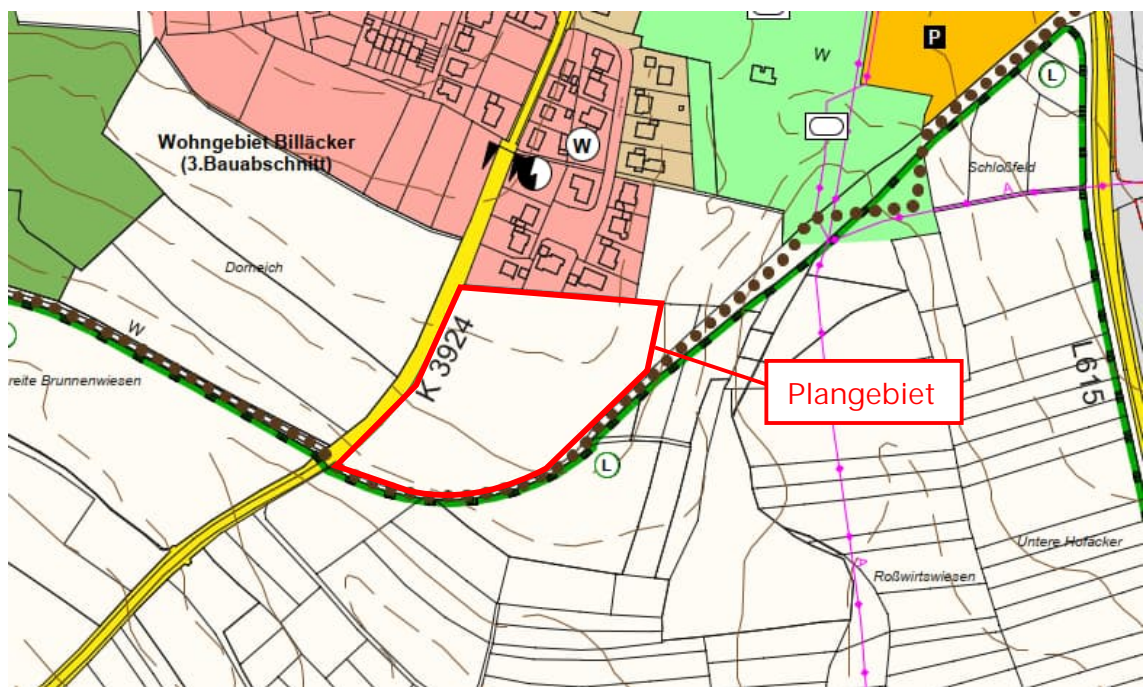 P
W
L
Wohngebiet Billäcker
(3.Bauabschnitt)
W
Schloßfeld
A
Dorneich
W
K 3924
reite Brunnenwiesen
Plangebiet
L615
L
Untere Hofäcker
A
Roßwirtswiesen